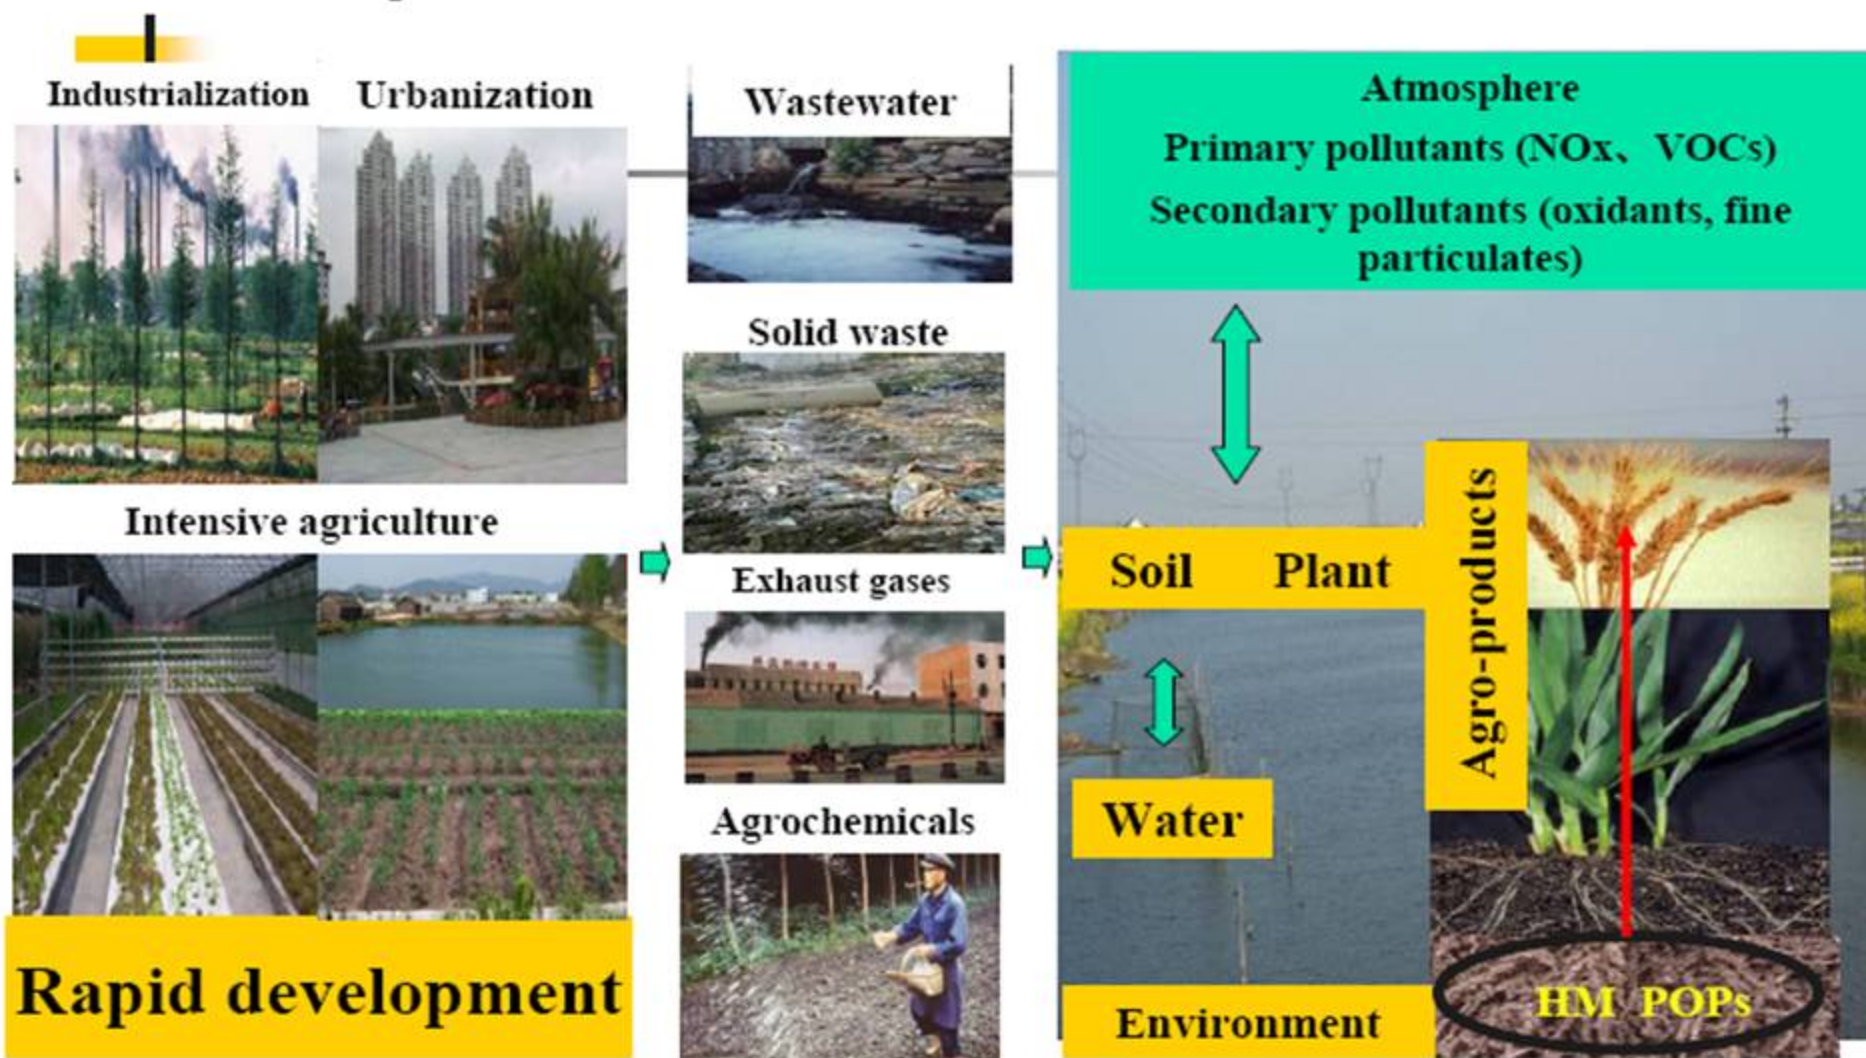 Industrialization
Urbanization
Intensive agriculture
Rapid development
Wastewater
Solid waste
Exhaust gases
Agrochemicals
Atmosphere
Primary pollutants (NOx、VOCs)
Secondary pollutants (oxidants, fine
particulates)
Soil Plant
Agro-products
Water
Environment
HM POPs